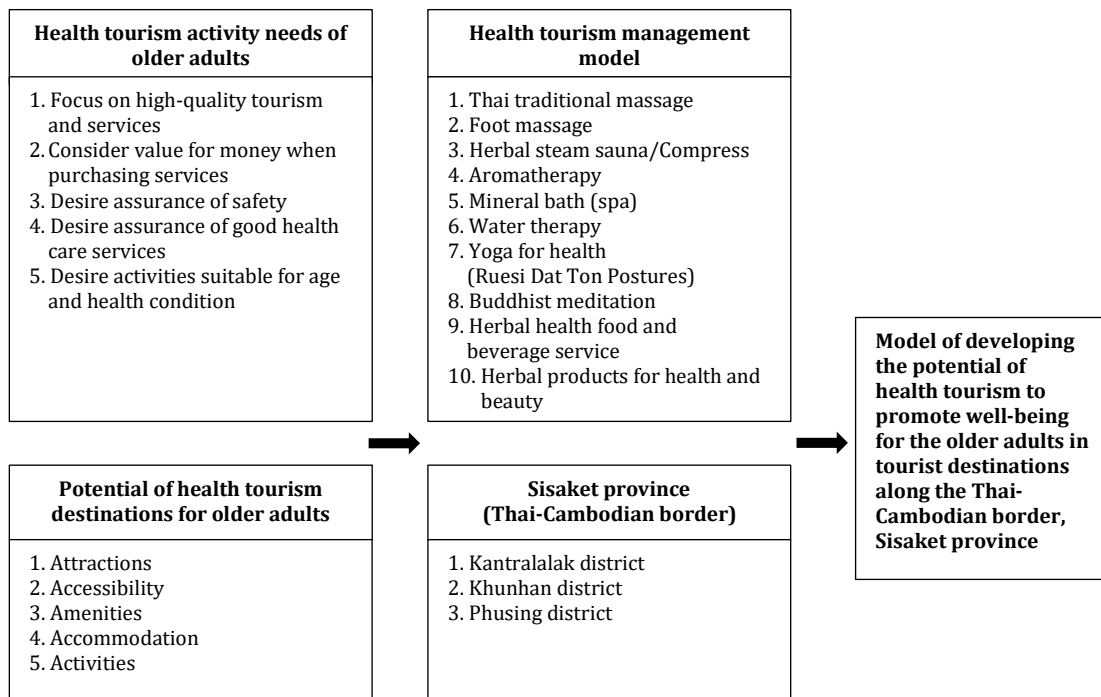 Health tourism activity needs of
older adults
1. Focus on high-quality tourism
and services
2. Consider value for money when
purchasing services
3. Desire assurance of safety
4. Desire assurance of good health
care services
5. Desire activities suitable for age
and health condition
Health tourism management
model
1. Thai traditional massage
2. Foot massage
3. Herbal steam sauna/Compress
4. Aromatherapy
5. Mineral bath (spa)
6. Water therapy
7. Yoga for health
(Ruesi Dat Ton Postures)
8. Buddhist meditation
9. Herbal health food and
beverage service
10. Herbal products for health and
beauty
Potential of health tourism
destinations for older adults
1. Attractions
2. Accessibility
3. Amenities
4. Accommodation
5. Activities
Sisaket province
(Thai-Cambodian border)
1. Kantralalak district
2. Khunhan district
3. Phusing district
Model of developing
the potential of
health tourism to
promote well-being
for the older adults in
tourist destinations
along the Thai-
Cambodian border,
Sisaket province